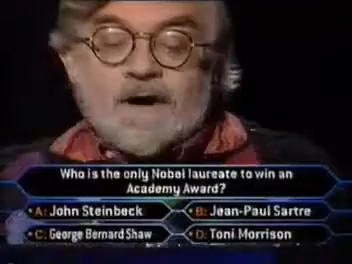 Who is the only Nobel laureate to win an
Academy Award?
A: John Steinbeck
B: Jean-Paul Sartre
C: George Bernard Shaw
D: Toni Morrison